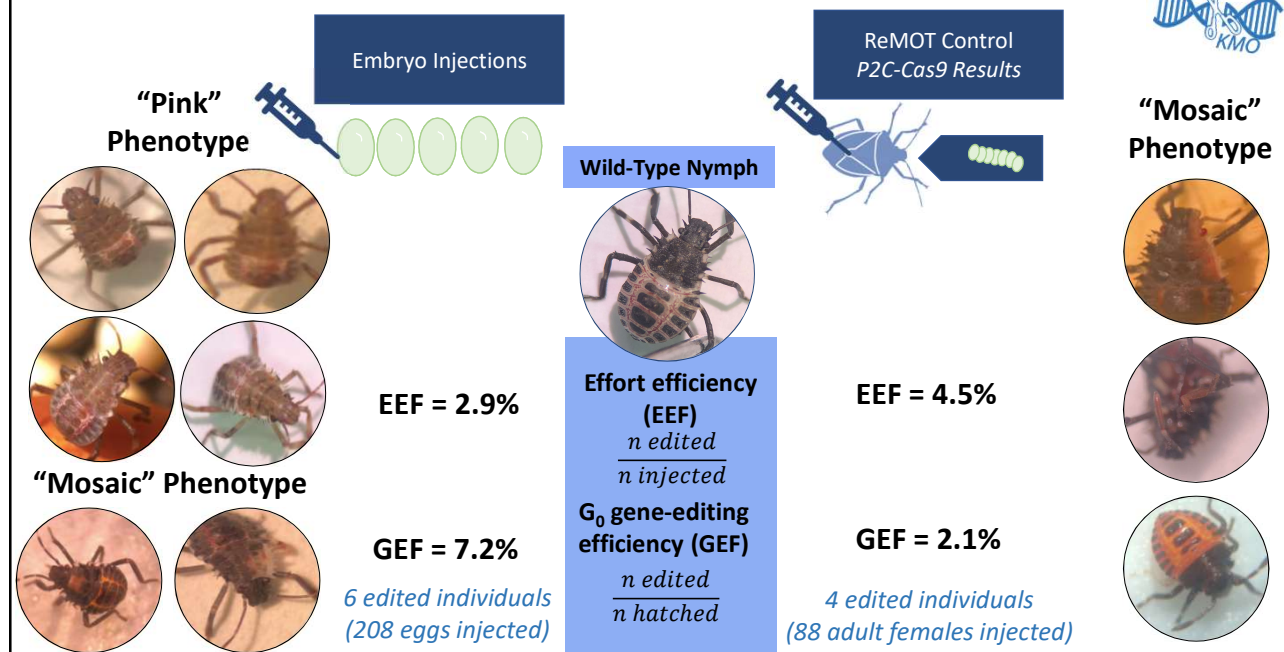 Embryo Injections
ReMOT Control
P2C-Cas9 Results
KMO
“Pink”
Phenotype
“Mosaic”
Phenotype
Wild-Type Nymph
“Mosaic” Phenotype
EEF = 2.9%
GEF = 7.2%
6 edited individuals
(208 eggs injected)
Effort efficiency
(EEF)
n edited
n injected
G₀ gene-editing
efficiency (GEF)
n edited
n hatched
EEF = 4.5%
GEF = 2.1%
4 edited individuals
(88 adult females injected)